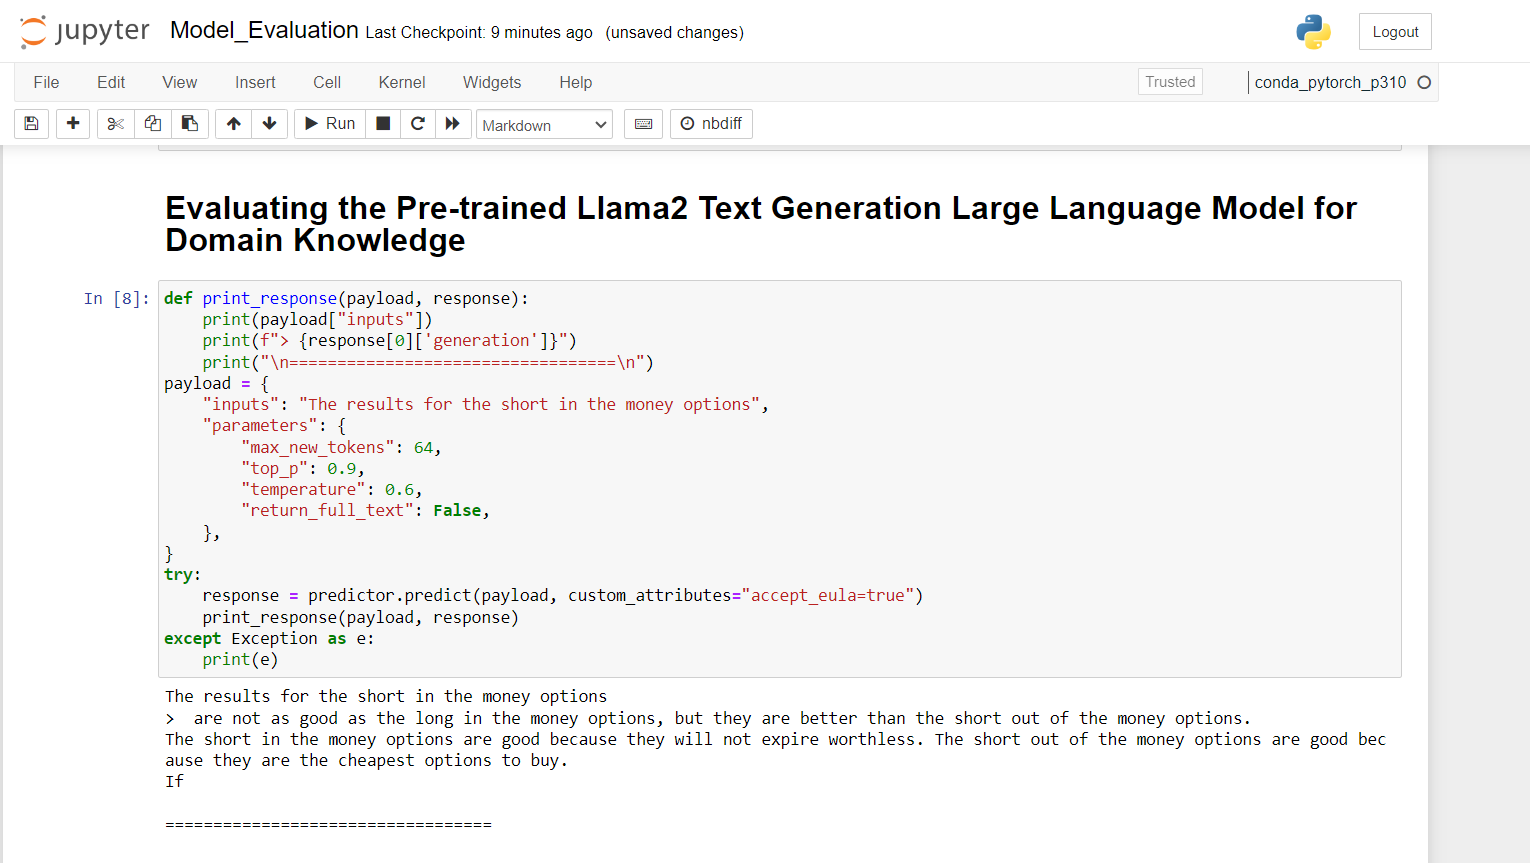 jupyter Model_Evaluation Last Checkpoint: 9 minutes ago (unsaved changes) Logout
File Edit View Insert Cell Kernel Widgets Help Trusted conda_pytorch_p310
Run Markdown nbdiff
Evaluating the Pre-trained Llama2 Text Generation Large Language Model for
Domain Knowledge
In [8]: def print_response(payload, response):
    print(payload["inputs"])
    print(f"> {response[0]['generation']}")
    print("\n==================================\n")
payload = {
    "inputs": "The results for the short in the money options",
    "parameters": {
        "max_new_tokens": 64,
        "top_p": 0.9,
        "temperature": 0.6,
        "return_full_text": False,
    },
}
try:
    response = predictor.predict(payload, custom_attributes="accept_eula=true")
    print_response(payload, response)
except Exception as e:
    print(e)
The results for the short in the money options
>  are not as good as the long in the money options, but they are better than the short out of the money options.
The short in the money options are good because they will not expire worthless. The short out of the money options are good bec
ause they are the cheapest options to buy.
If
==================================